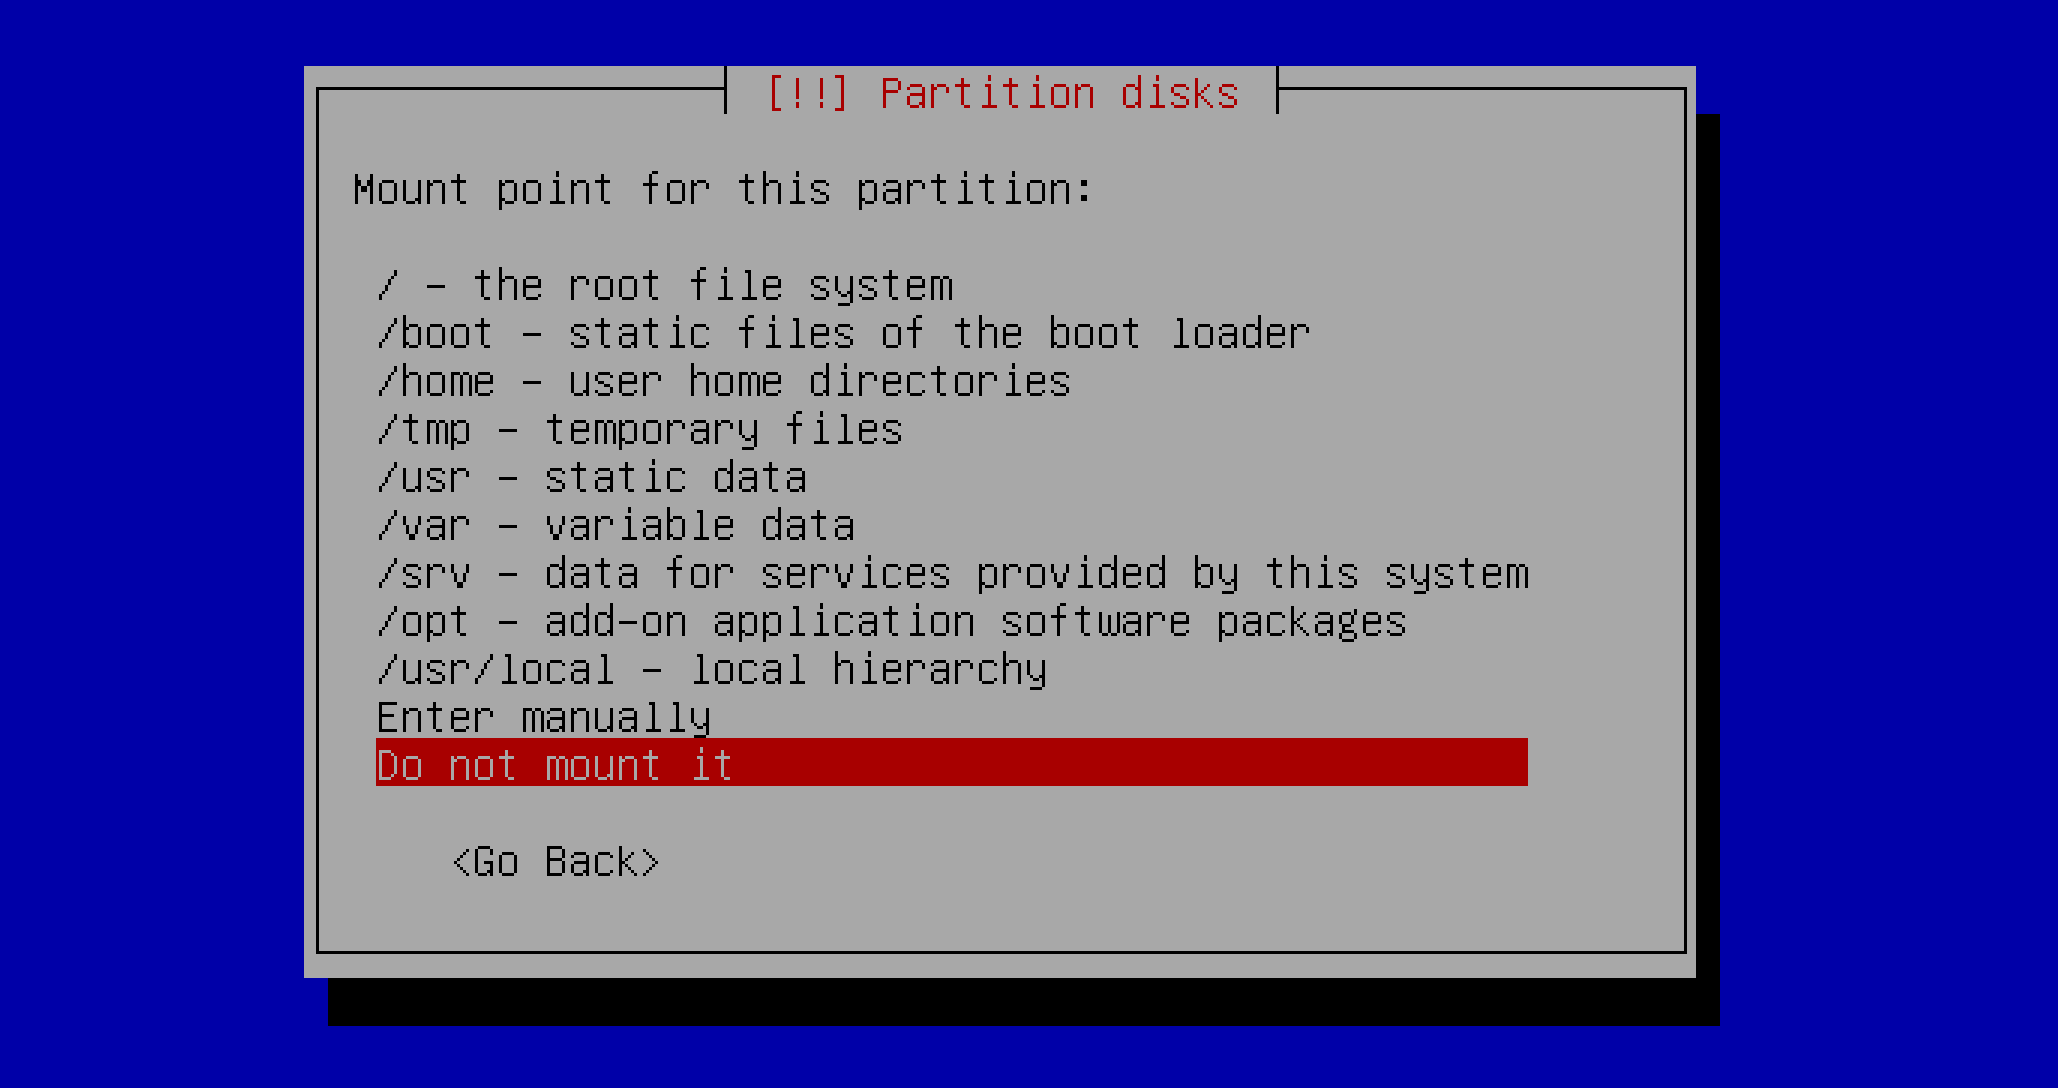 [!!] Partition disks
Mount point for this partition:
/ - the root file system
/boot - static files of the boot loader
/home - user home directories
/tmp - temporary files
/usr - static data
/var - variable data
/srv - data for services provided by this system
/opt - add-on application software packages
/usr/local - local hierarchy
Enter manually
Do not mount it
<Go Back>